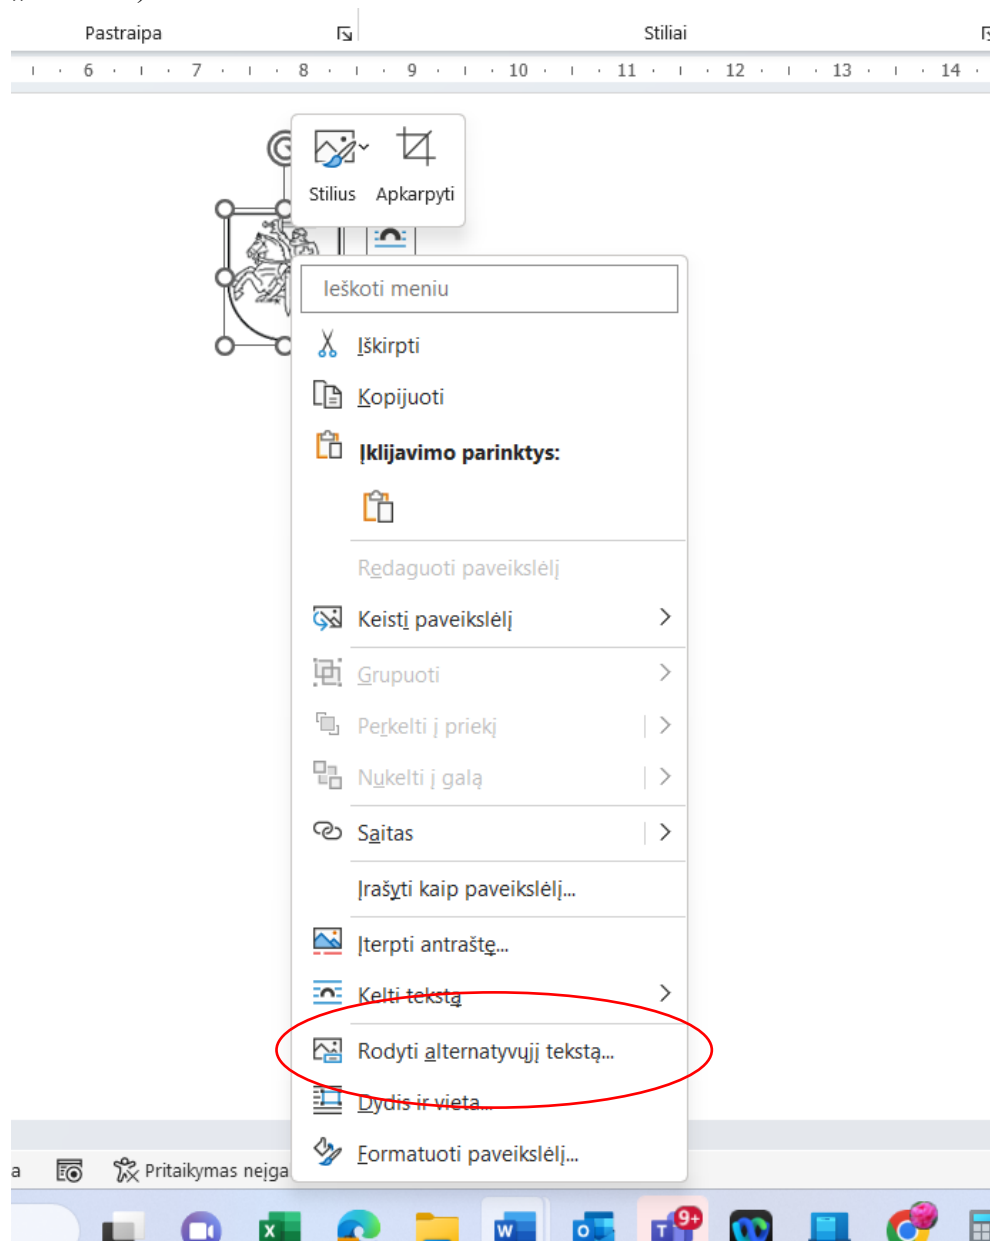 Pastraipa Stiliai
6 7 8 9 10 11 12 13 14
Stilius Apkarpyti
Ieškoti meniu
Iškirpti
Kopijuoti
Įklijavimo parinktys:
Redaguoti paveikslėlį
Keisti paveikslėlį
Grupuoti
Perkelti į priekį
Nukelti į galą
Saitas
Įrašyti kaip paveikslėlį...
Įterpti antraštę...
Kelti tekstą
Rodyti alternatyvųjį tekstą...
Dydis ir vieta...
Formatuoti paveikslėlį...
a Pritaikymas neįga
9+